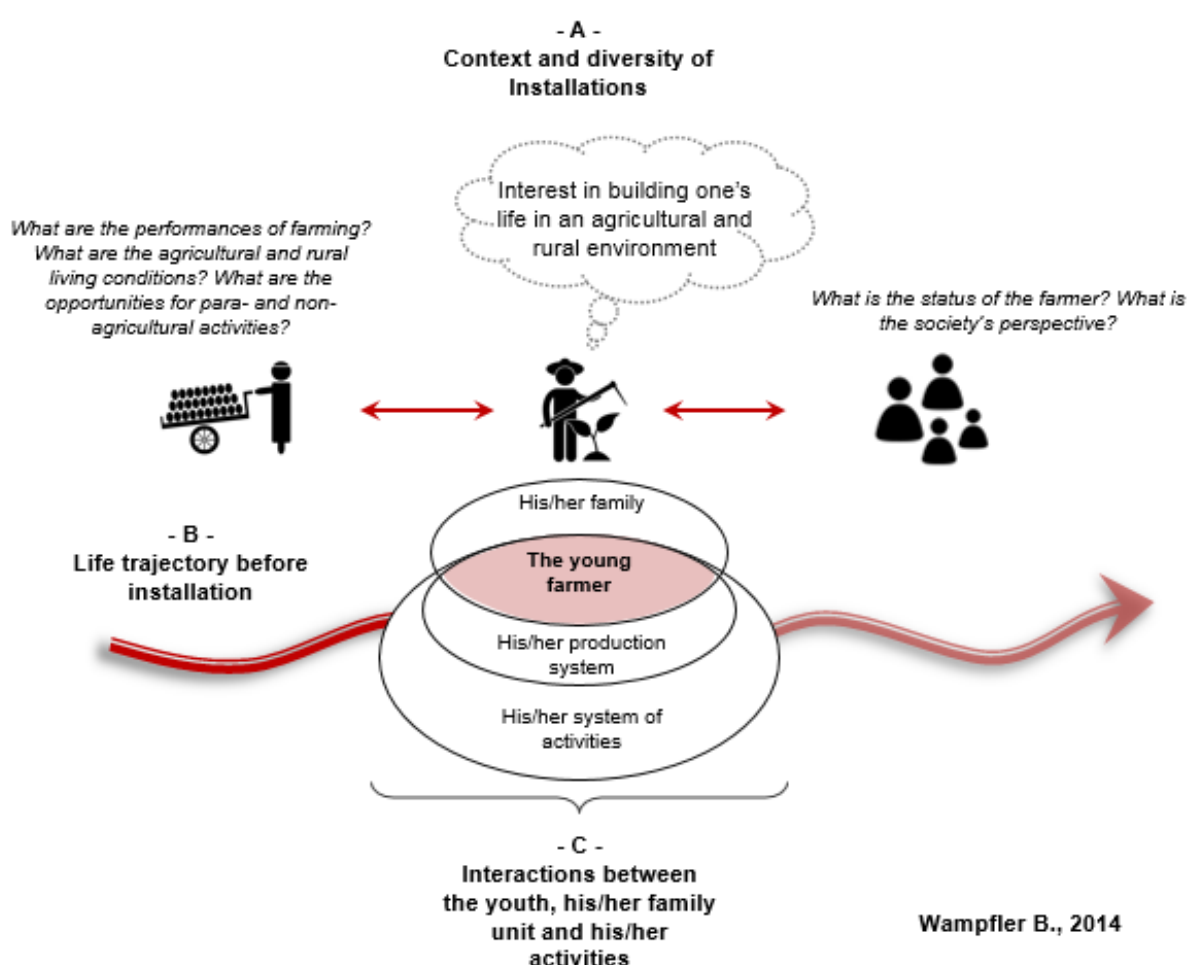 - A -
Context and diversity of
Installations
Interest in building one's
life in an agricultural and
rural environment
What are the performances of farming?
What are the agricultural and rural
living conditions? What are the
opportunities for para- and non-
agricultural activities?
What is the status of the farmer? What is
the society's perspective?
His/her family
- B -
Life trajectory before
installation
The young
farmer
His/her production
system
His/her system of
activities
- C -
Interactions between
the youth, his/her family
unit and his/her
activities
Wampfler B., 2014